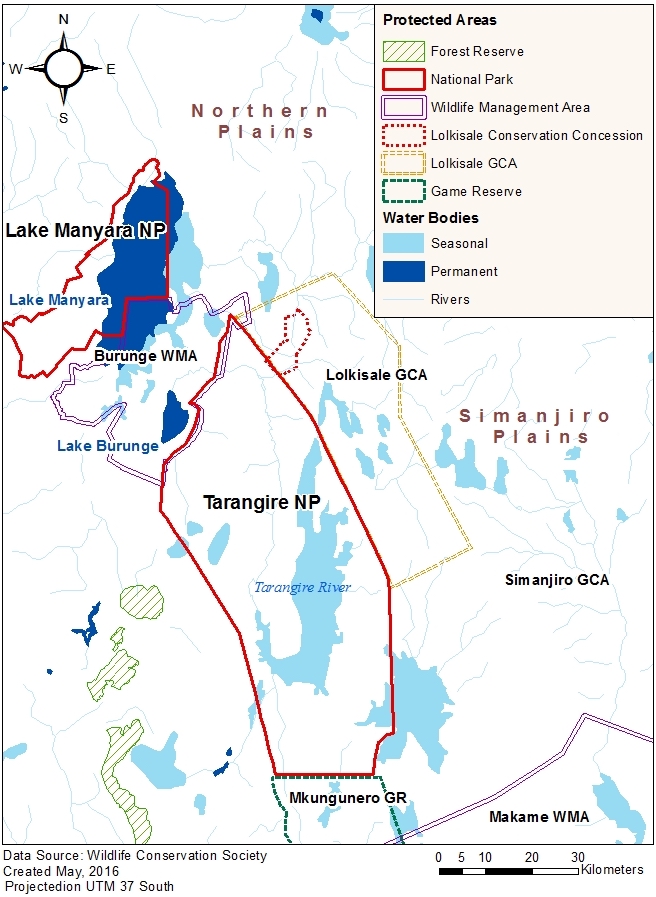 N
W E
S
Northern
Plains
Protected Areas
Forest Reserve
National Park
Wildlife Management Area
Lolkisale Conservation Concession
Lolkisale GCA
Game Reserve
Water Bodies
Seasonal
Permanent
Rivers
Lake Manyara NP
Lake Manyara
Burunge WMA
Lolkisale GCA
Simanjiro
Plains
Lake Burunge
Tarangire NP
Tarangire River
Simanjiro GCA
Mkungunero GR
Makame WMA
Data Source: Wildlife Conservation Society
Created May, 2016
Projectedion UTM 37 South
0 5 10 20 30
Kilometers